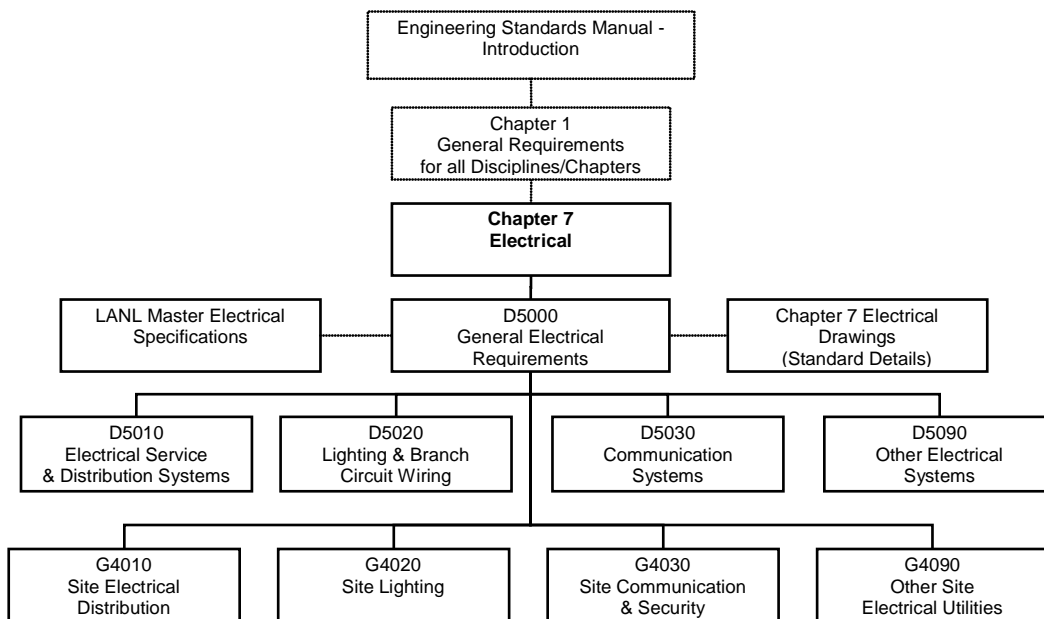 Engineering Standards Manual -
Introduction
Chapter 1
General Requirements
for all Disciplines/Chapters
Chapter 7
Electrical
LANL Master Electrical
Specifications
D5000
General Electrical
Requirements
Chapter 7 Electrical
Drawings
(Standard Details)
D5010
Electrical Service
& Distribution Systems
D5020
Lighting & Branch
Circuit Wiring
D5030
Communication
Systems
D5090
Other Electrical
Systems
G4010
Site Electrical
Distribution
G4020
Site Lighting
G4030
Site Communication
& Security
G4090
Other Site
Electrical Utilities